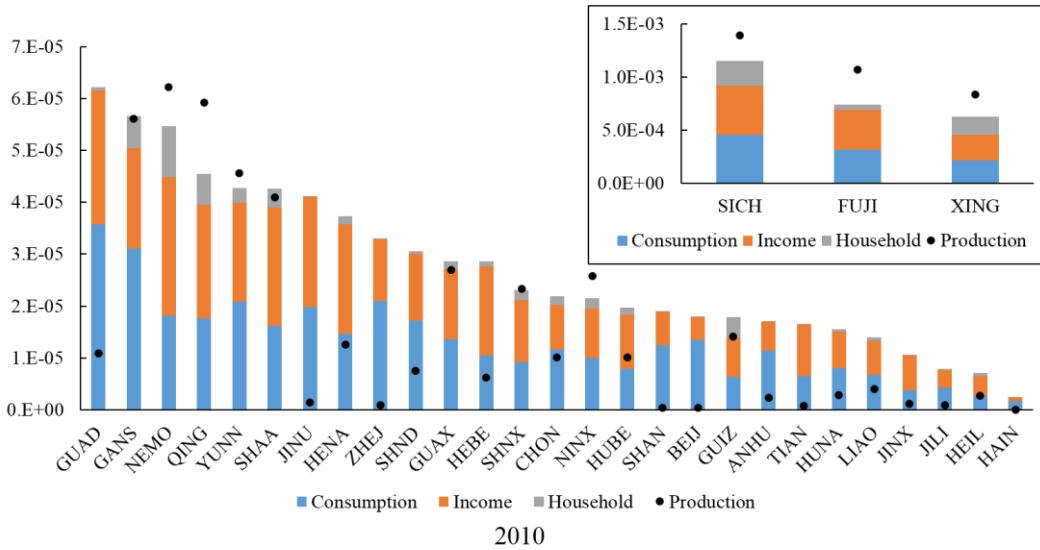 7.E-05
6.E-05
5.E-05
4.E-05
3.E-05
2.E-05
1.E-05
0.E+00
GUAD GANS NEMO QING YUNN SHAA JINU HENA ZHEJ SHND GUAX HEBE SHNX CHON NINX HUBE SHAN BEIJ GUIZ ANHU TIAN HUNA LIAO JINX JILI HEIL HAIN
Consumption Income Household Production
1.5E-03
1.0E-03
5.0E-04
0.0E+00
SICH FUJI XING
Consumption Income Household Production
2010